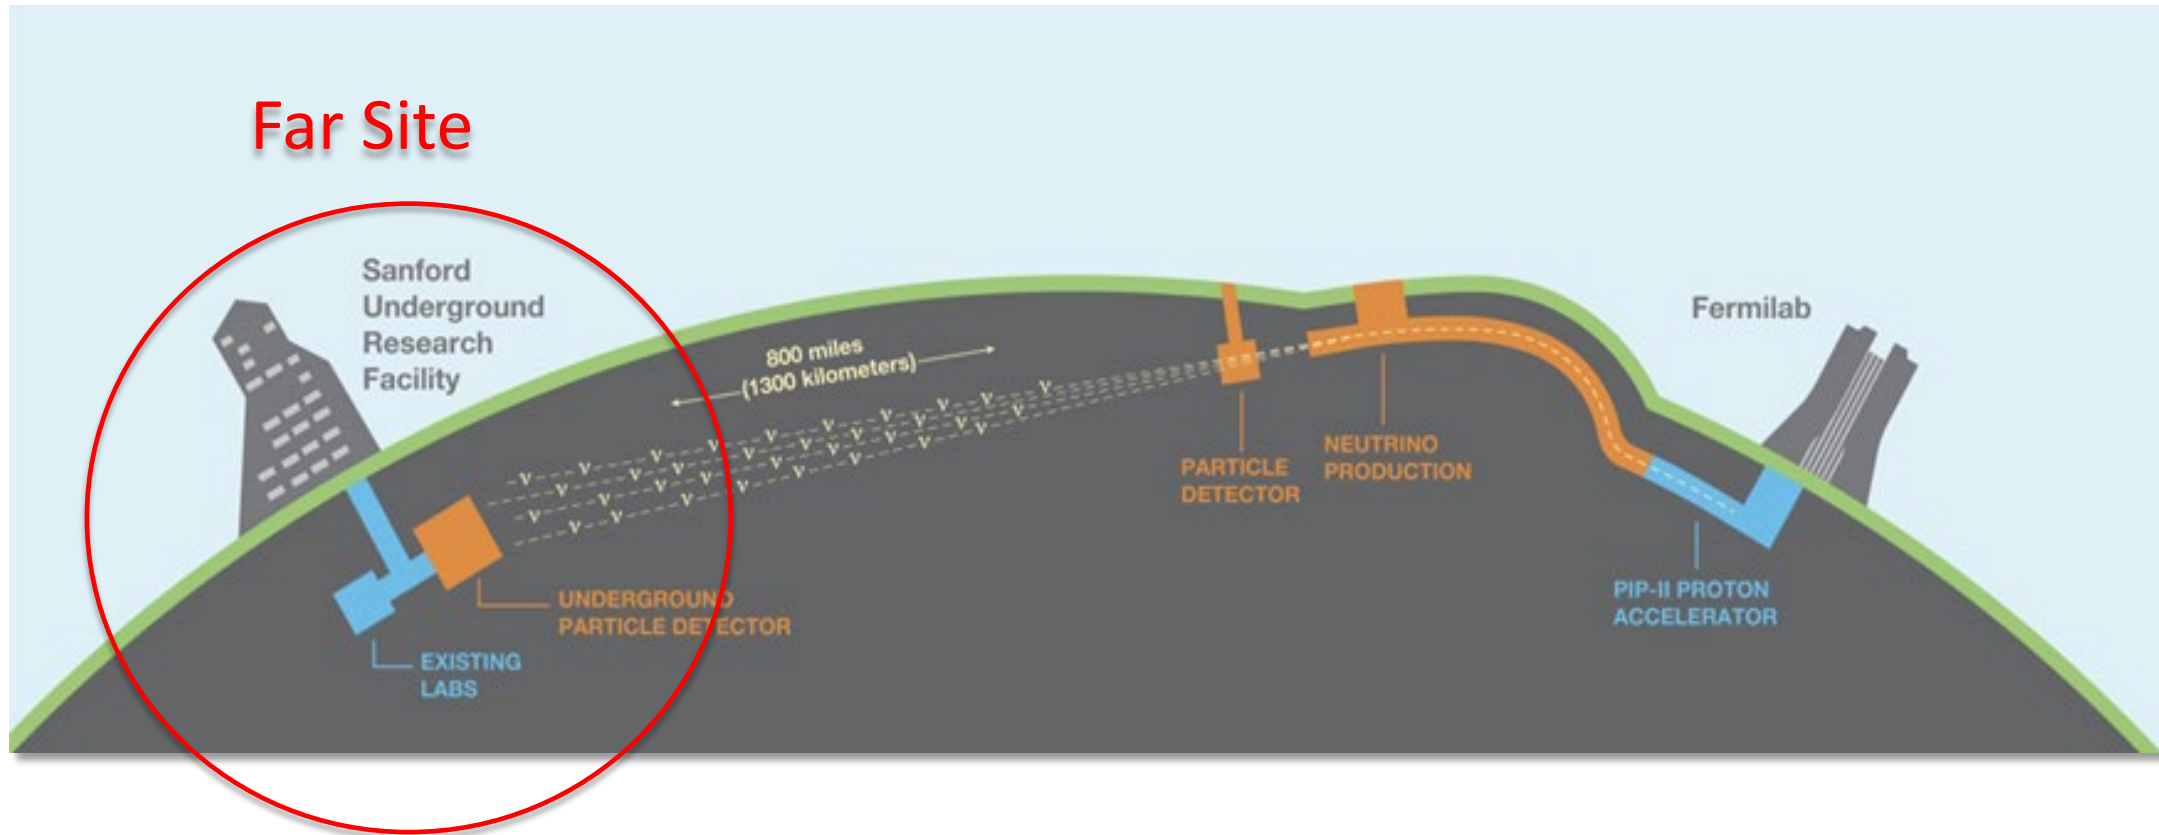 Far Site
Sanford
Underground
Research
Facility
800 miles
(1300 kilometers)
Fermilab
PARTICLE
DETECTOR
NEUTRINO
PRODUCTION
UNDERGROUND
PARTICLE DETECTOR
EXISTING
LABS
PIP-II PROTON
ACCELERATOR
ν ν ν ν ν ν ν ν ν ν
ν ν ν ν ν ν ν ν
ν ν ν ν ν ν ν
ν ν ν ν ν ν ν